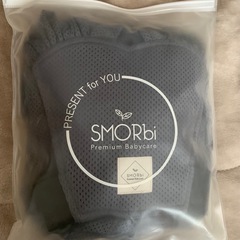 PRESENT for YOU
SMORbi
Premium Babycare
SMORbi